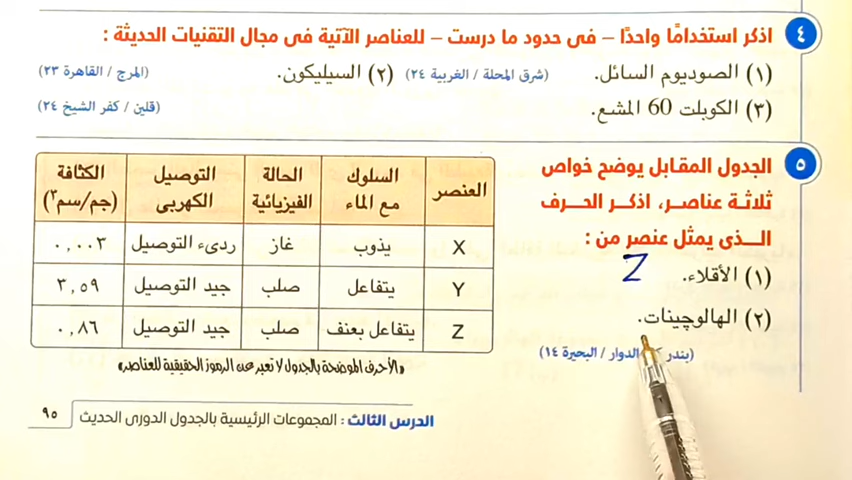 ٤ اذكر استخدامًا واحدًا – فى حدود ما درست – للعناصر الآتية فى مجال التقنيات الحديثة :
(١) الصوديوم السائل. (شرق المحلة / الغربية ٢٤) (٢) السيليكون. (المرج / القاهرة ٢٣)
(٣) الكوبلت 60 المشع. (قلين / كفر الشيخ ٢٤)
٥ الجدول المقابل يوضح خواص
ثلاثة عناصر، اذكر الحرف
الذى يمثل عنصر من :
(١) الأقلاء. Z
(٢) الهالوچينات.
(بندر الدوار / البحيرة ١٤)
العنصر السلوك مع الماء الحالة الفيزيائية التوصيل الكهربى الكثافة (جم/سم٣)
X يذوب غاز ردىء التوصيل ٠,٠٠٣
Y يتفاعل صلب جيد التوصيل ٣,٥٩
Z يتفاعل بعنف صلب جيد التوصيل ٠,٨٦
«الأحرف الموضحة بالجدول لا تعبر عن الرموز الحقيقية للعناصر»
الدرس الثالث : المجموعات الرئيسية بالجدول الدورى الحديث ٩٥